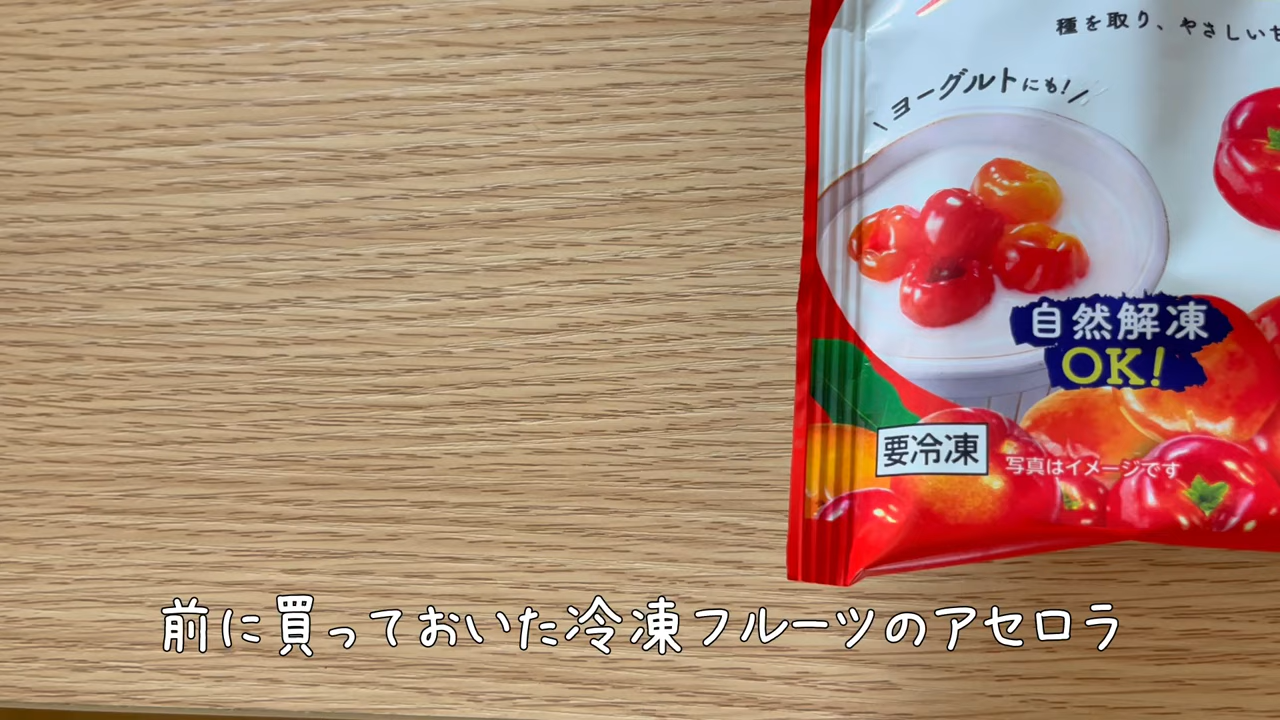 種を取り、やさしい
ヨーグルトにも!
自然解凍
OK!
要冷凍
写真はイメージです
前に買っておいた冷凍フルーツのアセロラ